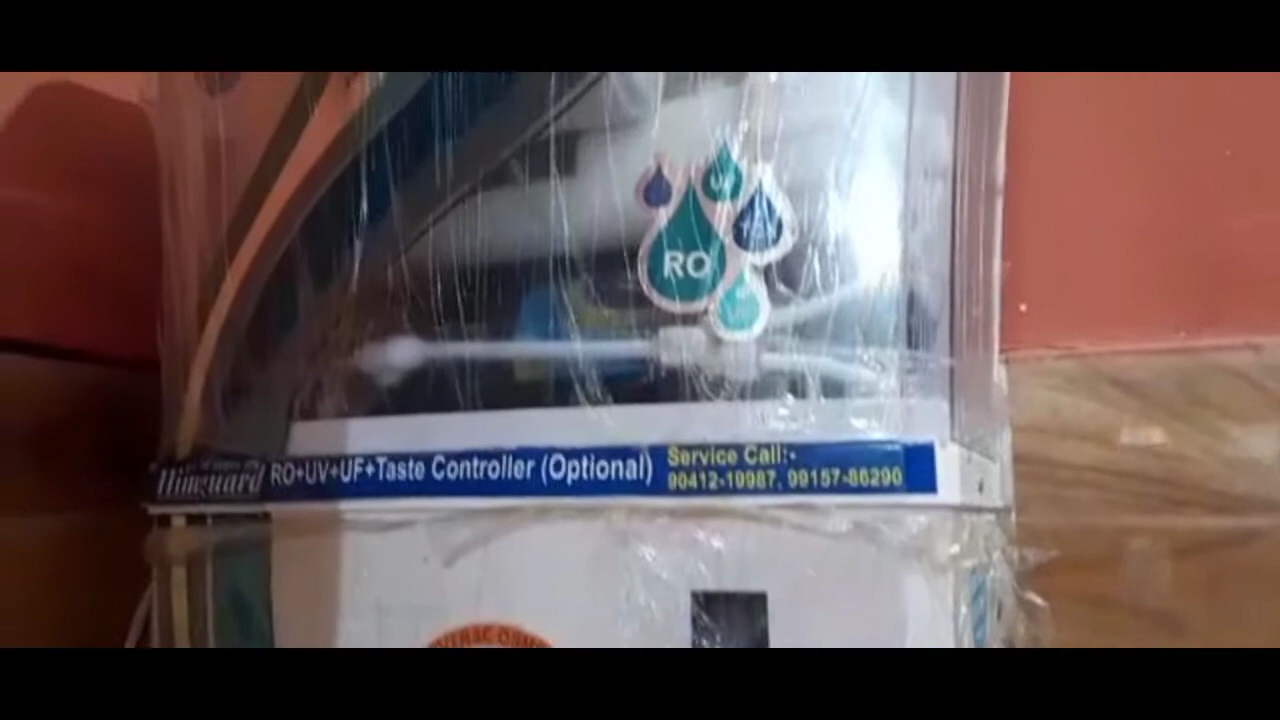 RO
Himguard RO+UV+UF+Taste Controller (Optional)
Service Call:-
90412-19987, 99157-86290